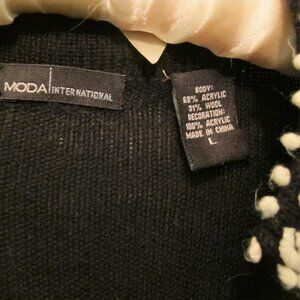 MODA INTERNATIONAL
BODY:
69% ACRYLIC
31% WOOL
DECORATION:
100% ACRYLIC
MADE IN CHINA
L